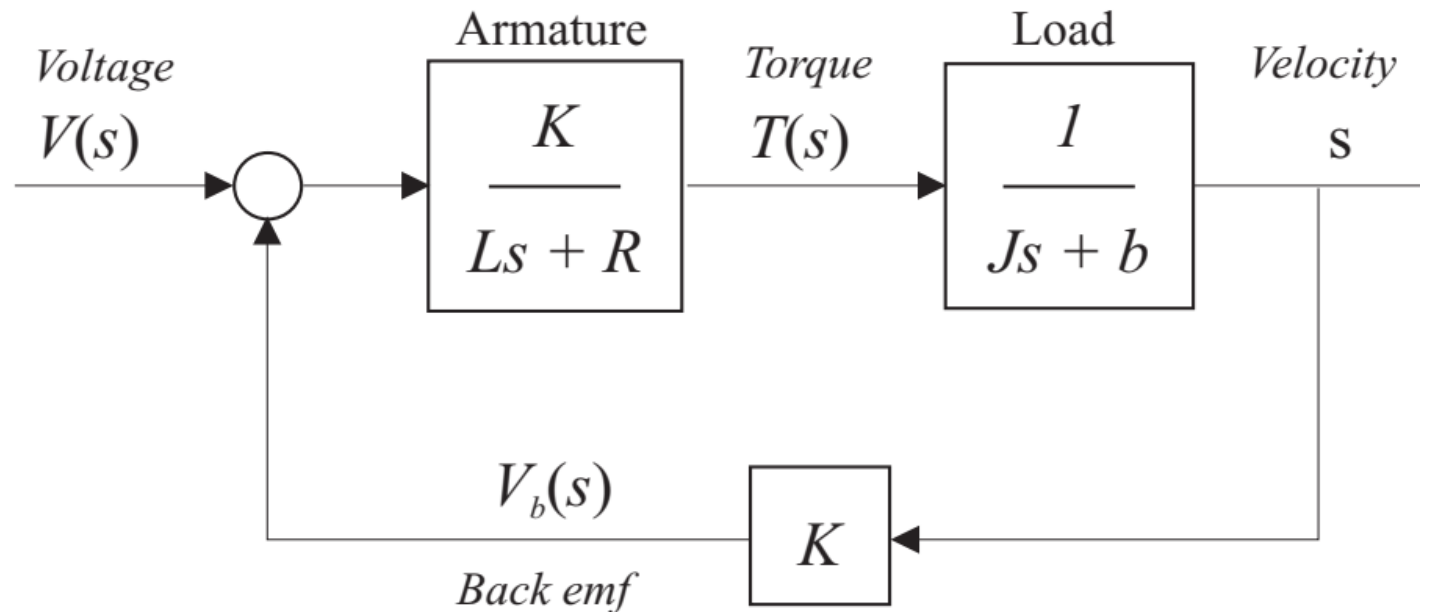 Armature
Load
Voltage
Torque
Velocity
V(s)
K
Ls + R
T(s)
1
Js + b
s
V_b(s)
K
Back emf